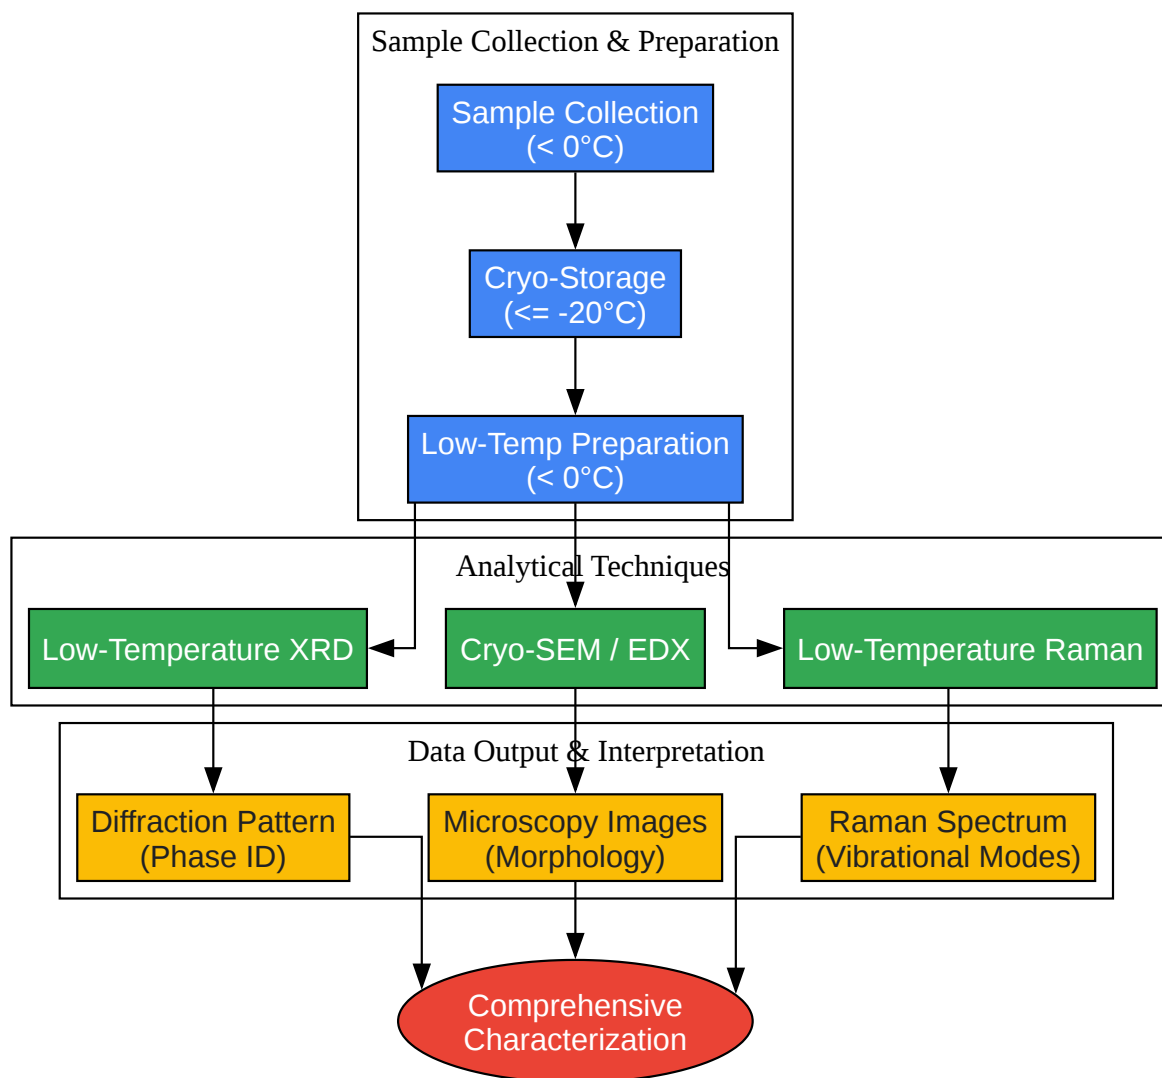 Sample Collection & Preparation
Sample Collection
(< 0°C)
Cryo-Storage
(<= -20°C)
Low-Temp Preparation
(< 0°C)
Analytical Techniques
Low-Temperature XRD
Cryo-SEM / EDX
Low-Temperature Raman
Data Output & Interpretation
Diffraction Pattern
(Phase ID)
Microscopy Images
(Morphology)
Raman Spectrum
(Vibrational Modes)
Comprehensive
Characterization